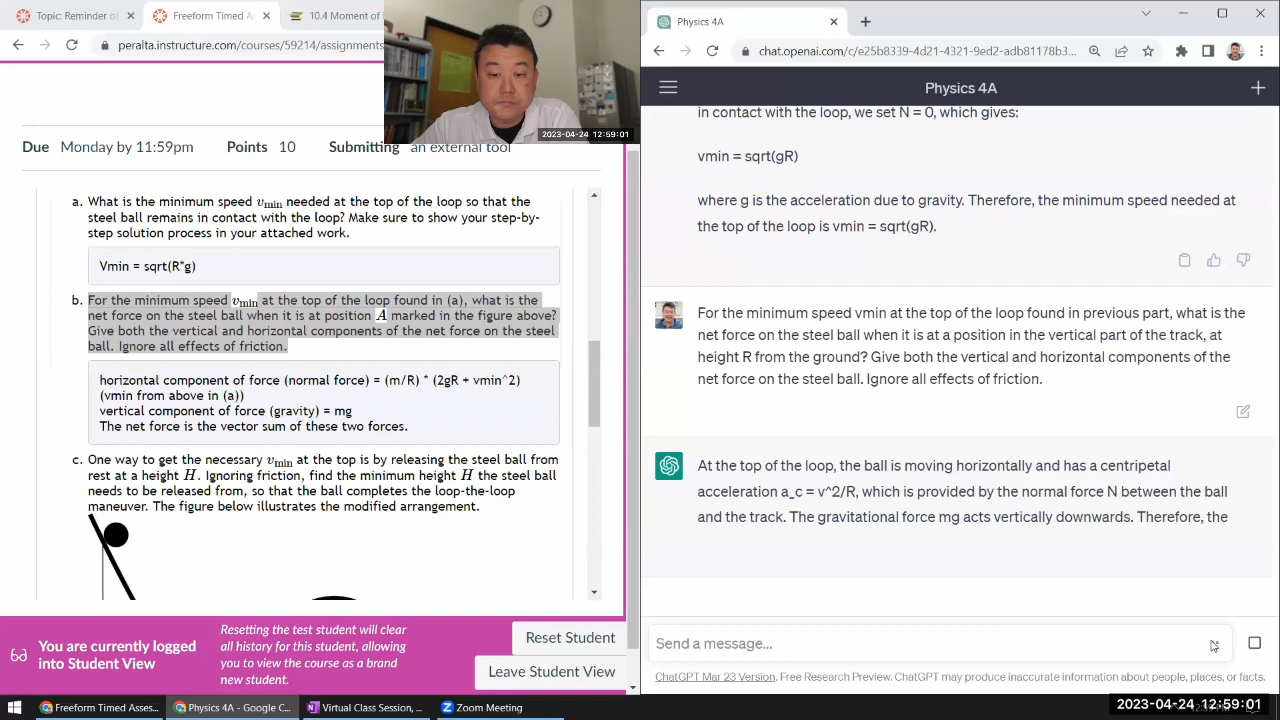 Topic: Reminder of
Freeform Timed A
10.4 Moment of
Physics 4A
peralta.instructure.com/courses/59214/assignments
chat.openai.com/c/e25b8339-4d21-4321-9ed2-adb81178b3...
2023-04-24 12:59:01
Due Monday by 11:59pm Points 10 Submitting an external tool
a. What is the minimum speed vmin needed at the top of the loop so that the
steel ball remains in contact with the loop? Make sure to show your step-by-
step solution process in your attached work.
Vmin = sqrt(R*g)
b. For the minimum speed vmin at the top of the loop found in (a), what is the
net force on the steel ball when it is at position A marked in the figure above?
Give both the vertical and horizontal components of the net force on the steel
ball. Ignore all effects of friction.
horizontal component of force (normal force) = (m/R) * (2gR + vmin^2)
(vmin from above in (a))
vertical component of force (gravity) = mg
The net force is the vector sum of these two forces.
c. One way to get the necessary vmin at the top is by releasing the steel ball from
rest at a height H. Ignoring friction, find the minimum height H the steel ball
needs to be released from, so that the ball completes the loop-the-loop
maneuver. The figure below illustrates the modified arrangement.
You are currently logged
into Student View
Resetting the test student will clear
all history for this student, allowing
you to view the course as a brand
new student.
Reset Student
Leave Student View
Physics 4A
in contact with the loop, we set N = 0, which gives:
vmin = sqrt(gR)
where g is the acceleration due to gravity. Therefore, the minimum speed needed at
the top of the loop is vmin = sqrt(gR).
For the minimum speed vmin at the top of the loop found in previous part, what is the
net force on the steel ball when it is at a position in the vertical part of the track, at
height R from the ground? Give both the vertical and horizontal components of the
net force on the steel ball. Ignore all effects of friction.
At the top of the loop, the ball is moving horizontally and has a centripetal
acceleration a_c = v^2/R, which is provided by the normal force N between the ball
and the track. The gravitational force mg acts vertically downwards. Therefore, the
Send a message...
ChatGPT Mar 23 Version. Free Research Preview. ChatGPT may produce inaccurate information about people, places, or facts.
Freeform Timed Asses...
Physics 4A - Google C...
Virtual Class Session, ...
Zoom Meeting
2023-04-24 12:59:01